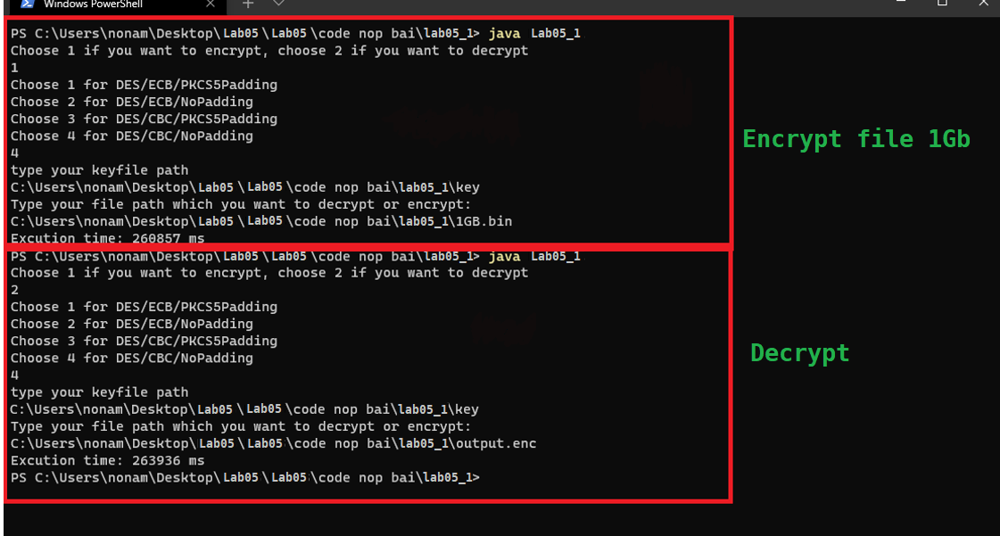 Windows PowerShell
PS C:\Users\nonam\Desktop\Lab05\Lab05\code nop bai\lab05_1> java Lab05_1
Choose 1 if you want to encrypt, choose 2 if you want to decrypt
1
Choose 1 for DES/ECB/PKCS5Padding
Choose 2 for DES/ECB/NoPadding
Choose 3 for DES/CBC/PKCS5Padding
Choose 4 for DES/CBC/NoPadding
4
type your keyfile path
C:\Users\nonam\Desktop\Lab05\Lab05\code nop bai\lab05_1\key
Type your file path which you want to decrypt or encrypt:
C:\Users\nonam\Desktop\Lab05\Lab05\code nop bai\lab05_1\1GB.bin
Excution time: 260857 ms
Encrypt file 1Gb
PS C:\Users\nonam\Desktop\Lab05\Lab05\code nop bai\lab05_1> java Lab05_1
Choose 1 if you want to encrypt, choose 2 if you want to decrypt
2
Choose 1 for DES/ECB/PKCS5Padding
Choose 2 for DES/ECB/NoPadding
Choose 3 for DES/CBC/PKCS5Padding
Choose 4 for DES/CBC/NoPadding
4
type your keyfile path
C:\Users\nonam\Desktop\Lab05\Lab05\code nop bai\lab05_1\key
Type your file path which you want to decrypt or encrypt:
C:\Users\nonam\Desktop\Lab05\Lab05\code nop bai\lab05_1\output.enc
Excution time: 263936 ms
PS C:\Users\nonam\Desktop\Lab05\Lab05\code nop bai\lab05_1>
Decrypt